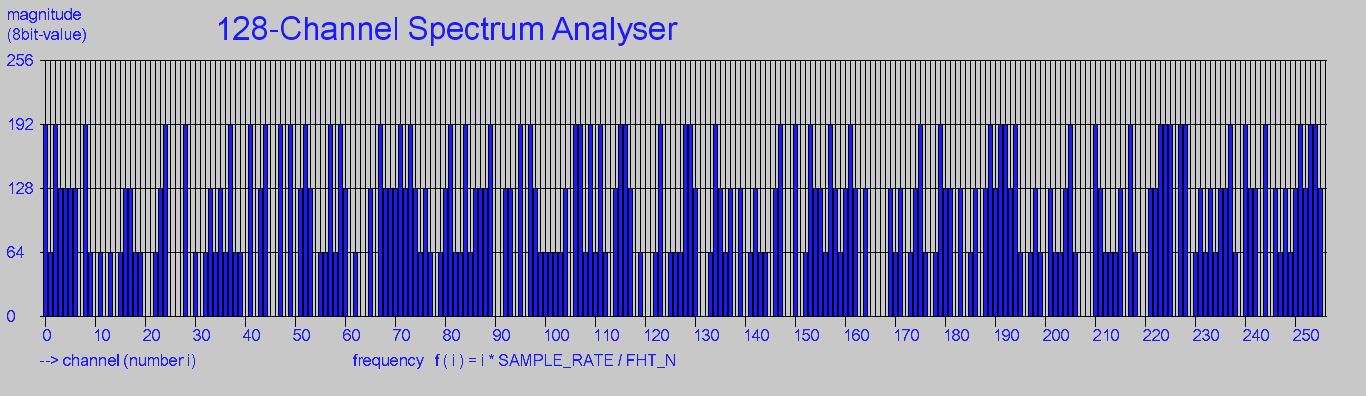 magnitude
(8bit-value)
128-Channel Spectrum Analyser
256
192
128
64
0
0 10 20 30 40 50 60 70 80 90 100 110 120 130 140 150 160 170 180 190 200 210 220 230 240 250
--> channel (number i)
frequency f ( i ) = i * SAMPLE_RATE / FHT_N